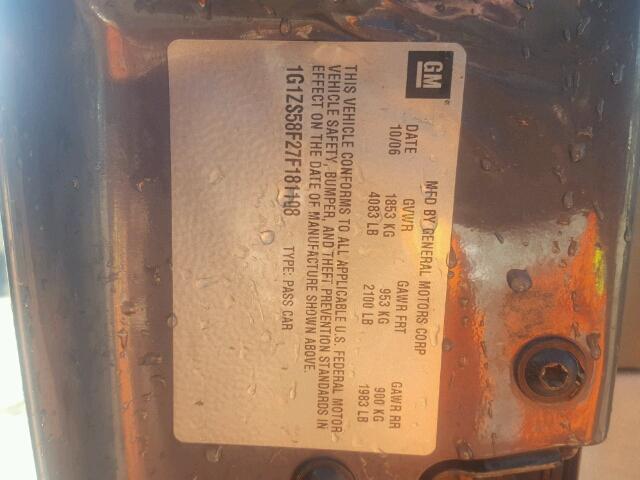 GM
MFD BY GENERAL MOTORS CORP
DATE GVWR GAWR FRT GAWR RR
10/06 1853 KG 953 KG 900 KG
4083 LB 2100 LB 1983 LB
THIS VEHICLE CONFORMS TO ALL APPLICABLE U.S. FEDERAL MOTOR
VEHICLE SAFETY, BUMPER, AND THEFT PREVENTION STANDARDS IN
EFFECT ON THE DATE OF MANUFACTURE SHOWN ABOVE.
1G1ZS58F27F181198 TYPE: PASS CAR